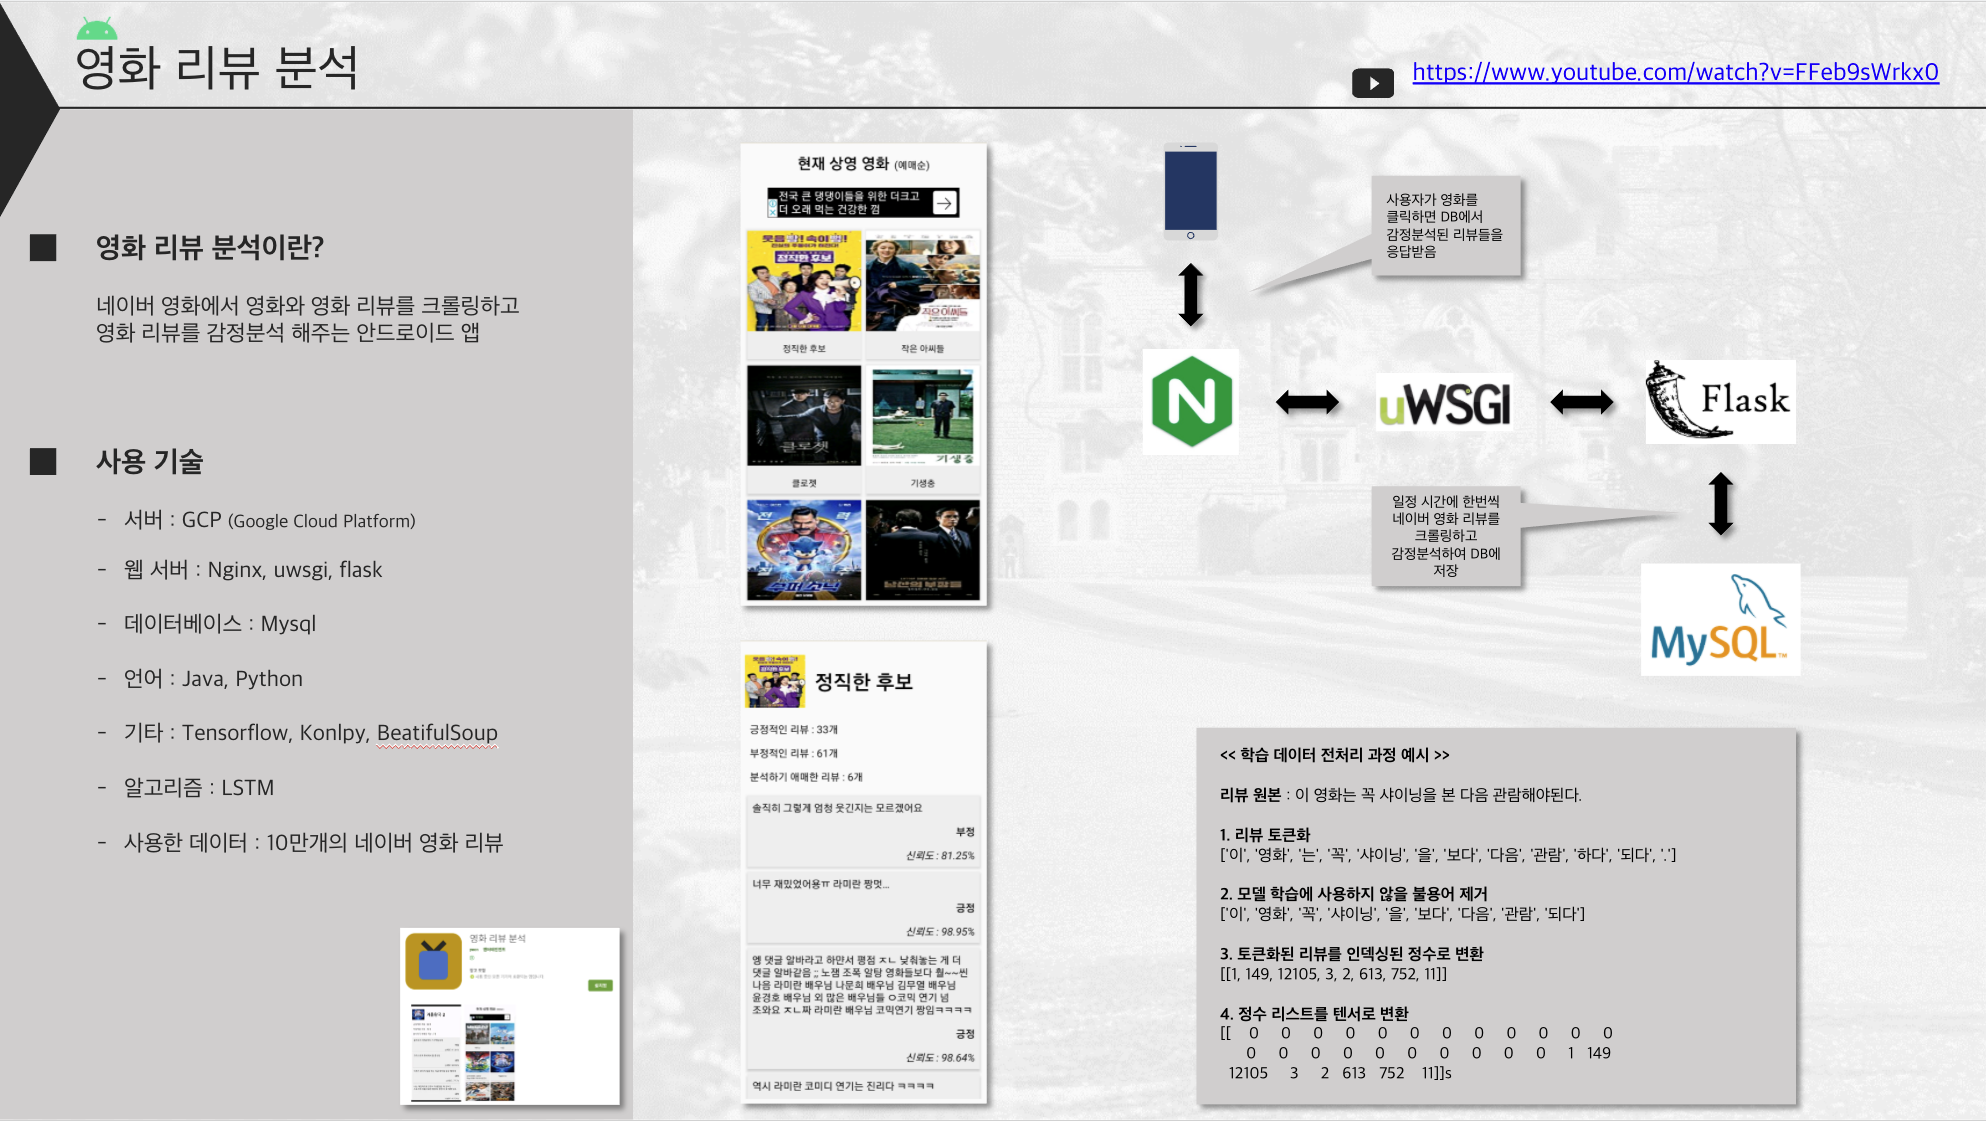 영화 리뷰 분석
https://www.youtube.com/watch?v=FFeb9sWrkx0
영화 리뷰 분석이란?
네이버 영화에서 영화와 영화 리뷰를 크롤링하고
영화 리뷰를 감정분석 해주는 안드로이드 앱
사용 기술
- 서버 : GCP (Google Cloud Platform)
- 웹 서버 : Nginx, uwsgi, flask
- 데이터베이스 : Mysql
- 언어 : Java, Python
- 기타 : Tensorflow, Konlpy, BeatifulSoup
- 알고리즘 : LSTM
- 사용한 데이터 : 10만개의 네이버 영화 리뷰
영화 리뷰 분석
현재 상영 영화 (예매순)
전국 큰 댕댕이들을 위한 더크고
더 오래 먹는 건강한 껌
정직한 후보
정직한 후보 작은 아씨들
클로젯
기생충
클로젯 기생충
정직한 후보
긍정적인 리뷰 : 33개
부정적인 리뷰 : 61개
분석하기 애매한 리뷰 : 6개
솔직히 그렇게 엄청 웃긴지는 모르겠어요
부정
신뢰도 : 81.25%
너무 재밌었어용ㅠ 라미란 짱멋...
긍정
신뢰도 : 98.95%
엥 댓글 알바라고 하면서 평점 ㅈㄴ 낮춰놓는 게 더
댓글 알바같음 ;; 노잼 조폭 알탕 영화들보다 훨~~씬
나음 라미란 배우님 나문희 배우님 김무열 배우님
윤경호 배우님 외 많은 배우님들 ㅇ코믹 연기 넘
조와요 ㅈㄴ짜 라미란 배우님 코믹연기 짱임ㅋㅋㅋㅋ
긍정
신뢰도 : 98.64%
역시 라미란 코미디 연기는 진리다 ㅋㅋㅋㅋ
사용자가 영화를
클릭하면 DB에서
감정분석된 리뷰들을
응답받음
N
uWSGI
Flask
일정 시간에 한번씩
네이버 영화 리뷰를
크롤링하고
감정분석하여 DB에
저장
MySQL™
<< 학습 데이터 전처리 과정 예시 >>
리뷰 원본 : 이 영화는 꼭 샤이닝을 본 다음 관람해야된다.
1. 리뷰 토큰화
['이', '영화', '는', '꼭', '샤이닝', '을', '보다', '다음', '관람', '하다', '되다', '.']
2. 모델 학습에 사용하지 않을 불용어 제거
['이', '영화', '꼭', '샤이닝', '을', '보다', '다음', '관람', '되다']
3. 토큰화된 리뷰를 인덱싱된 정수로 변환
[[1, 149, 12105, 3, 2, 613, 752, 11]]
4. 정수 리스트를 텐서로 변환
[[ 0 0 0 0 0 0 0 0 0 0 0 0
0 0 0 0 0 0 0 0 0 0 1 149
12105 3 2 613 752 11]]s